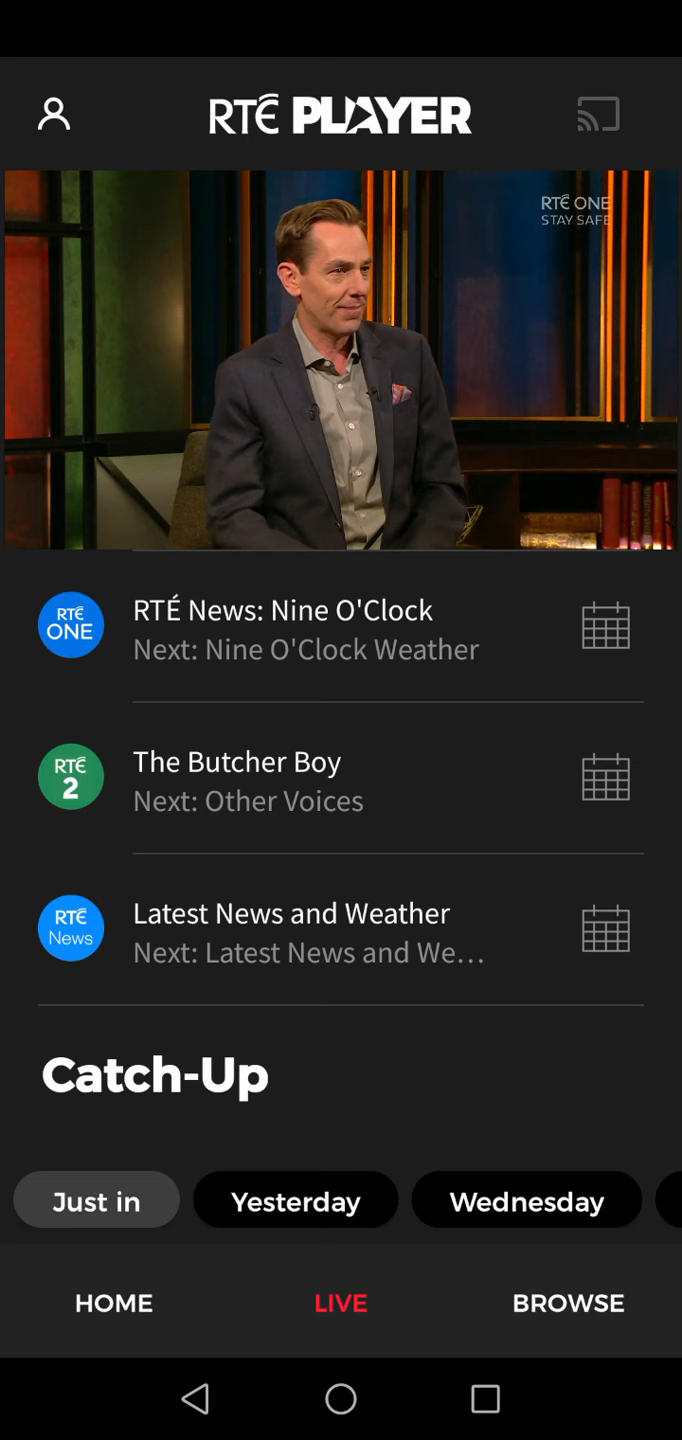 RTÉ PLAYER
RTÉ ONE
STAY SAFE
RTÉ
ONE
RTÉ News: Nine O'Clock
Next: Nine O'Clock Weather
RTÉ
2
The Butcher Boy
Next: Other Voices
RTÉ
News
Latest News and Weather
Next: Latest News and We…
Catch-Up
Just in
Yesterday
Wednesday
HOME
LIVE
BROWSE